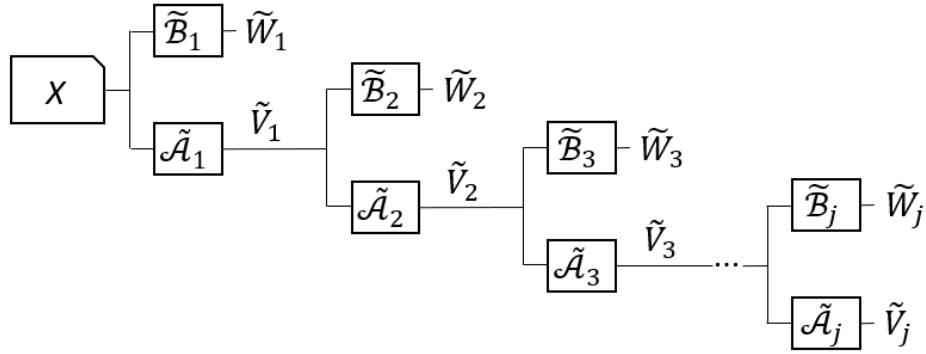 X
B̃₁ W̃₁
Ã₁ Ṽ₁
B̃₂ W̃₂
Ã₂ Ṽ₂
B̃₃ W̃₃
Ã₃ Ṽ₃ ...
B̃ⱼ W̃ⱼ
Ãⱼ Ṽⱼ